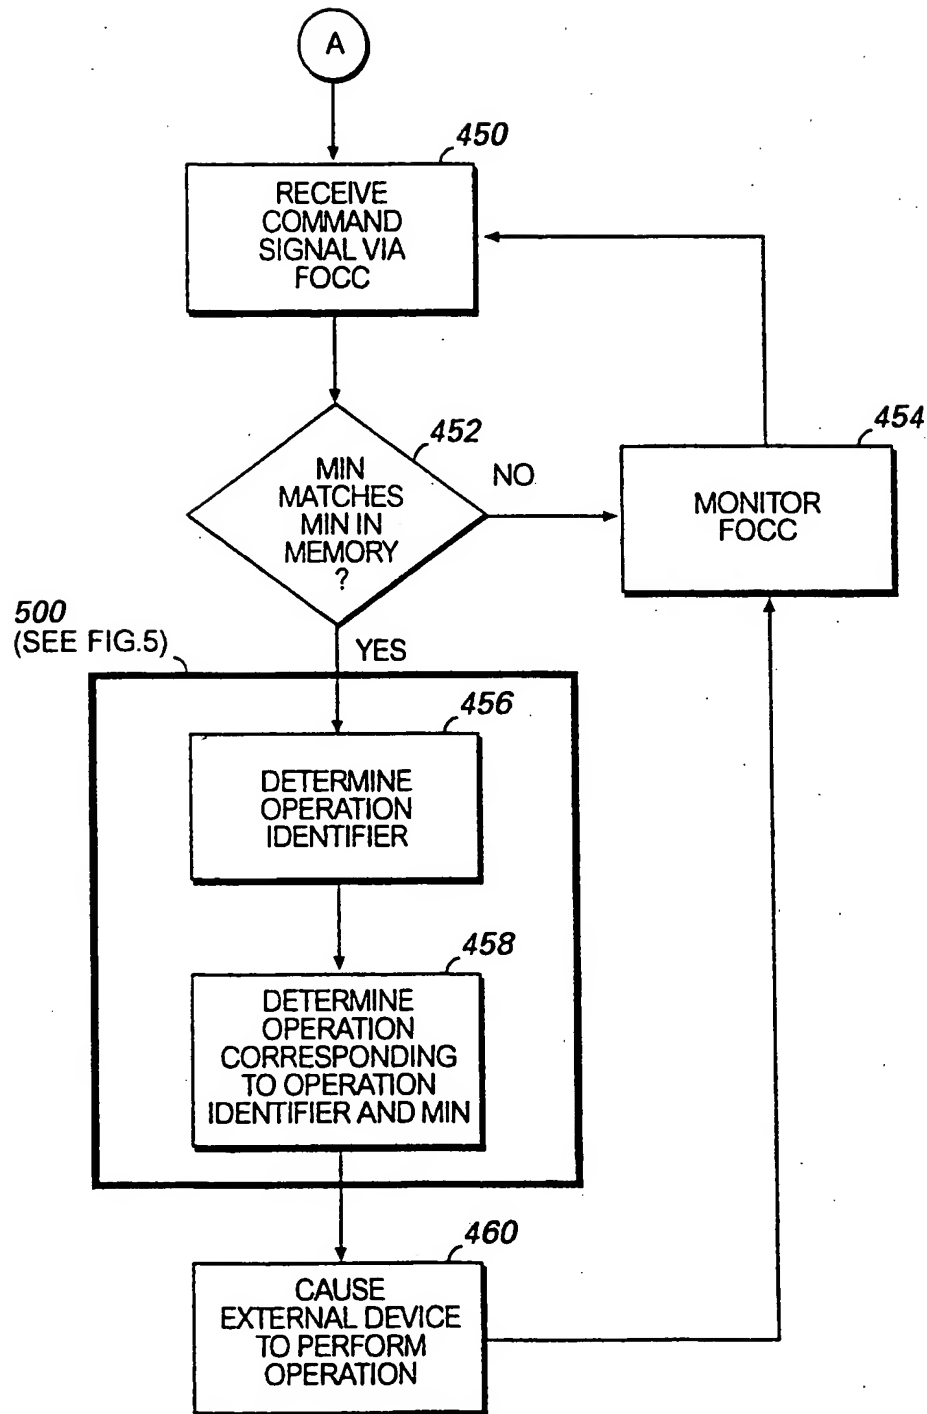 A
450
RECEIVE
COMMAND
SIGNAL VIA
FOCC
452
MIN
MATCHES
MIN IN
MEMORY
?
NO
454
MONITOR
FOCC
YES
500
(SEE FIG.5)
456
DETERMINE
OPERATION
IDENTIFIER
458
DETERMINE
OPERATION
CORRESPONDING
TO OPERATION
IDENTIFIER AND MIN
460
CAUSE
EXTERNAL DEVICE
TO PERFORM
OPERATION